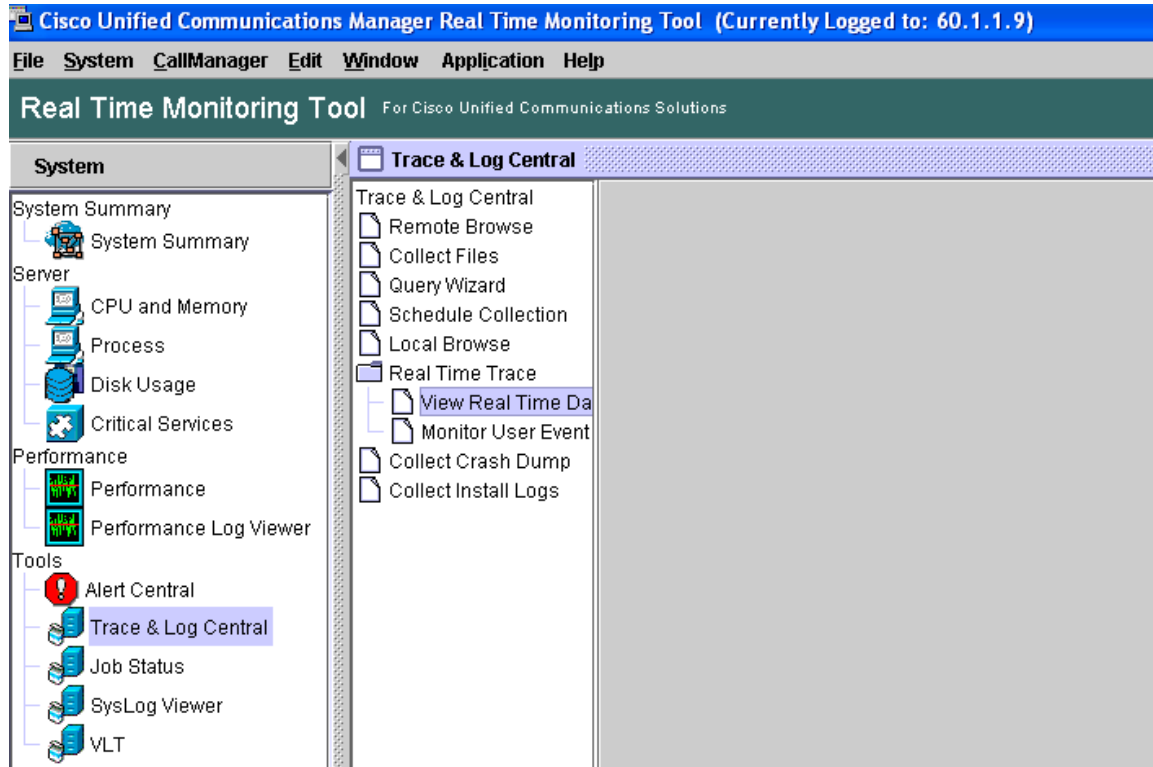 Cisco Unified Communications Manager Real Time Monitoring Tool (Currently Logged to: 60.1.1.9)
File System CallManager Edit Window Application Help
Real Time Monitoring Tool For Cisco Unified Communications Solutions
System
System Summary
System Summary
Server
CPU and Memory
Process
Disk Usage
Critical Services
Performance
Performance
Performance Log Viewer
Tools
Alert Central
Trace & Log Central
Job Status
SysLog Viewer
VLT
Trace & Log Central
Trace & Log Central
Remote Browse
Collect Files
Query Wizard
Schedule Collection
Local Browse
Real Time Trace
View Real Time Da
Monitor User Event
Collect Crash Dump
Collect Install Logs